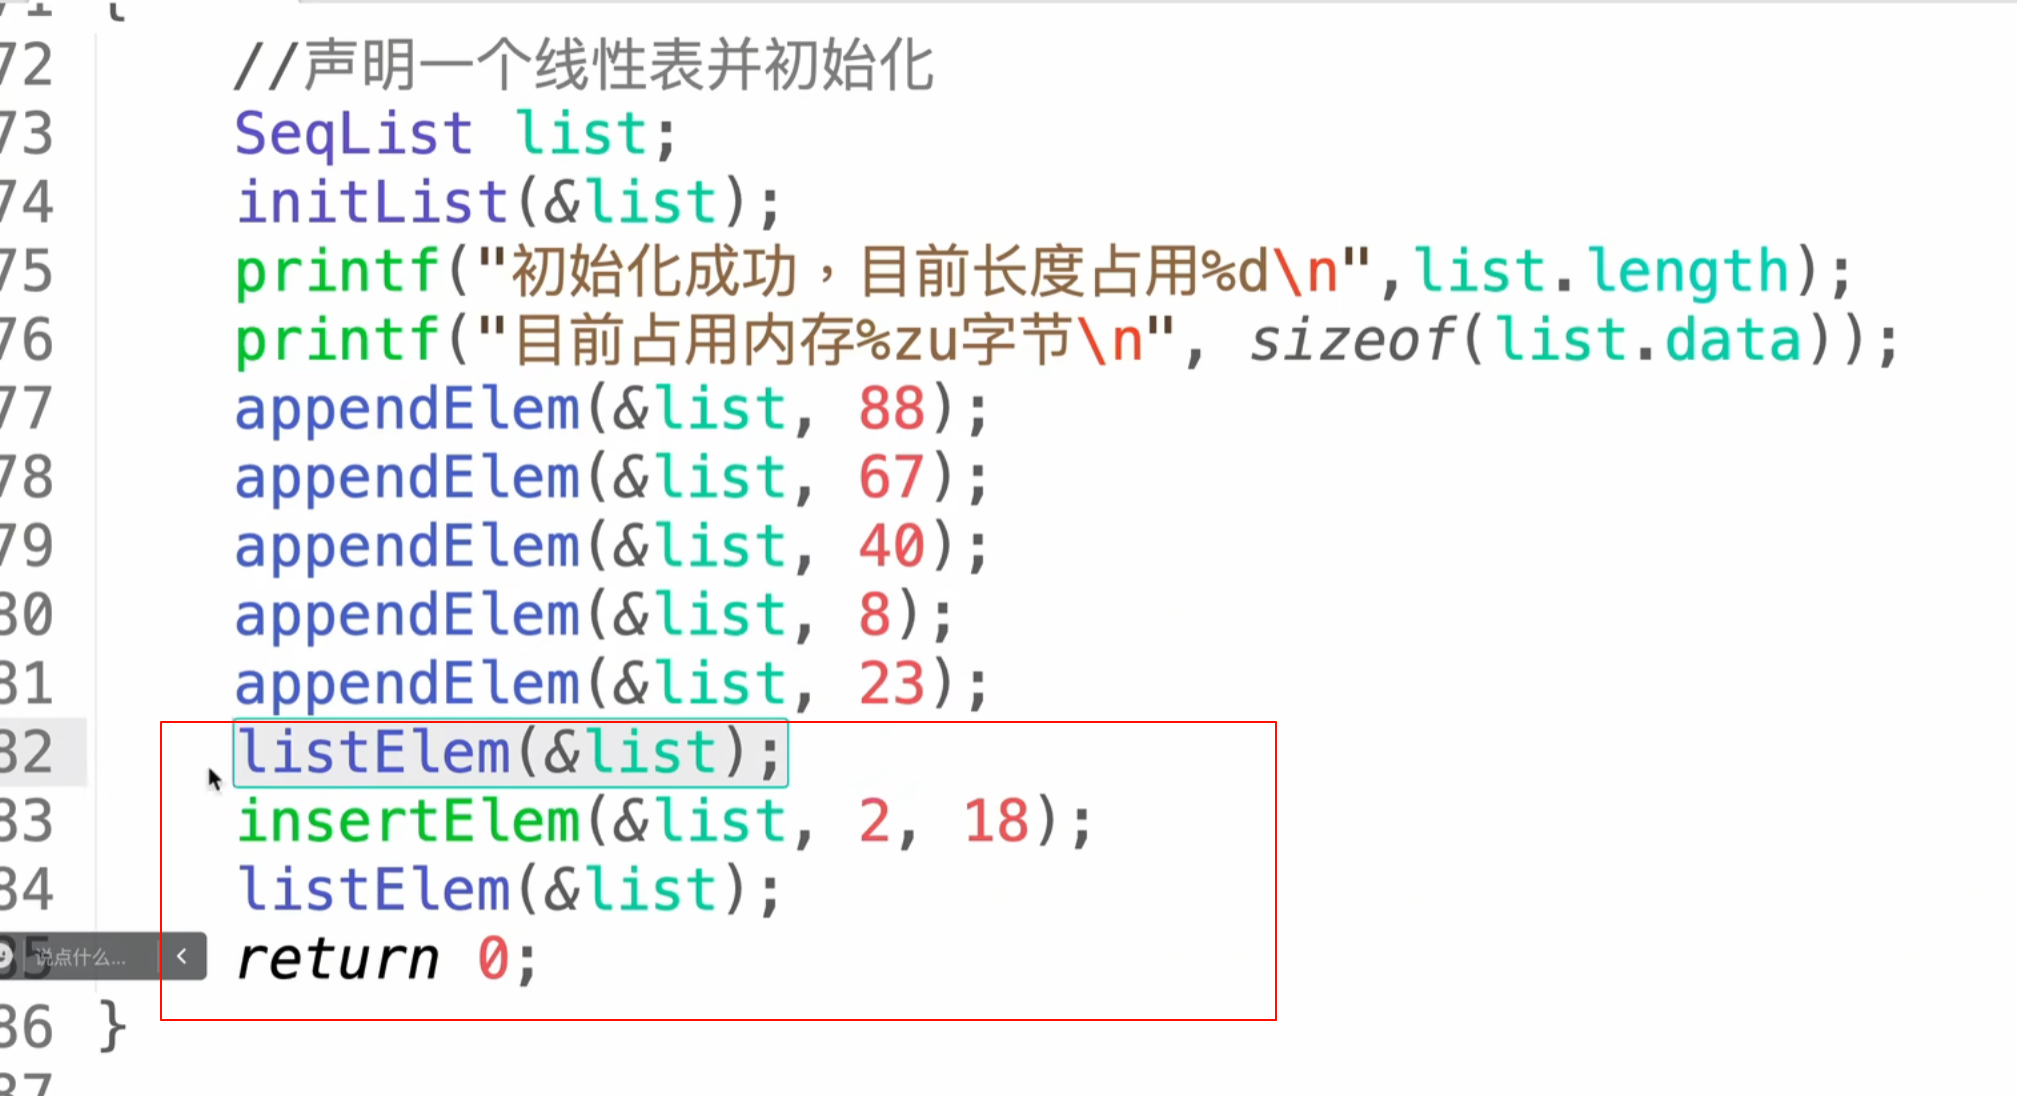 {
72 //声明一个线性表并初始化
73 SeqList list;
74 initList(&list);
75 printf("初始化成功，目前长度占用%d\n",list.length);
76 printf("目前占用内存%zu字节\n", sizeof(list.data));
77 appendElem(&list, 88);
78 appendElem(&list, 67);
79 appendElem(&list, 40);
80 appendElem(&list, 8);
81 appendElem(&list, 23);
82 listElem(&list);
83 insertElem(&list, 2, 18);
84 listElem(&list);
85 说点什么... < return 0;
86 }
87